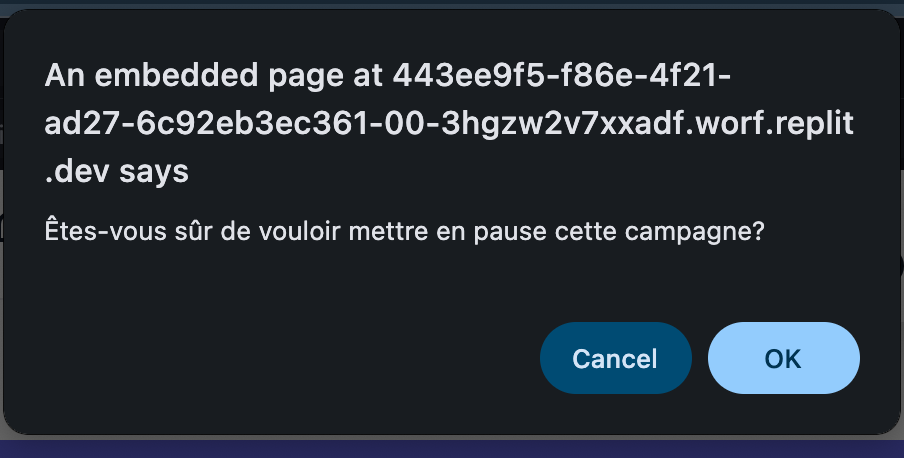 An embedded page at 443ee9f5-f86e-4f21-
ad27-6c92eb3ec361-00-3hgzw2v7xxadf.worf.replit
.dev says
Êtes-vous sûr de vouloir mettre en pause cette campagne?
Cancel OK